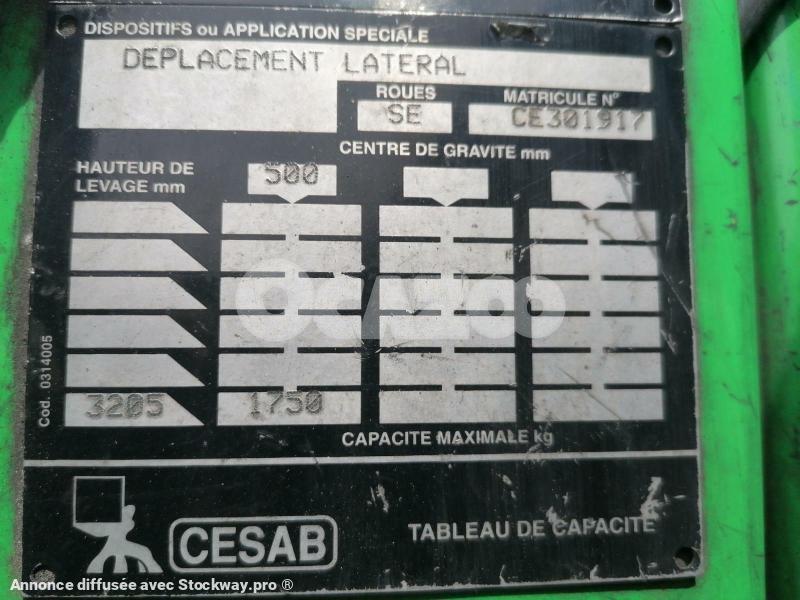 DISPOSITIFS ou APPLICATION SPECIALE
DEPLACEMENT LATERAL
ROUES
MATRICULE N°
SE
CE301917
CENTRE DE GRAVITE mm
HAUTEUR DE
LEVAGE mm
500
OCAZOO
Cod. 0314005
3205
1750
CAPACITE MAXIMALE kg
CESAB
TABLEAU DE CAPACITE
Annonce diffusée avec Stockway.pro ®